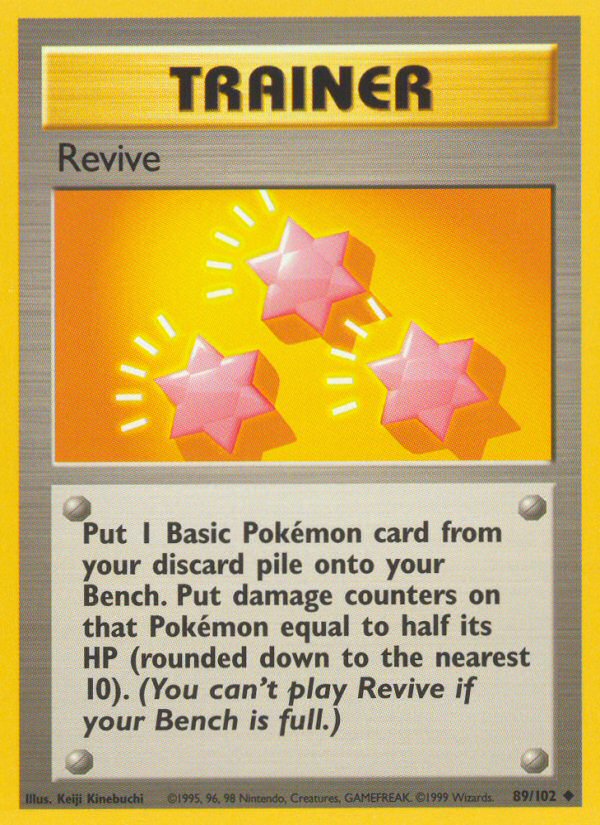 TRAINER
Revive
Put 1 Basic Pokémon card from
your discard pile onto your
Bench. Put damage counters on
that Pokémon equal to half its
HP (rounded down to the nearest
10). (You can't play Revive if
your Bench is full.)
Illus. Keiji Kinebuchi ©1995, 96, 98 Nintendo, Creatures, GAMEFREAK. ©1999 Wizards. 89/102 ◆